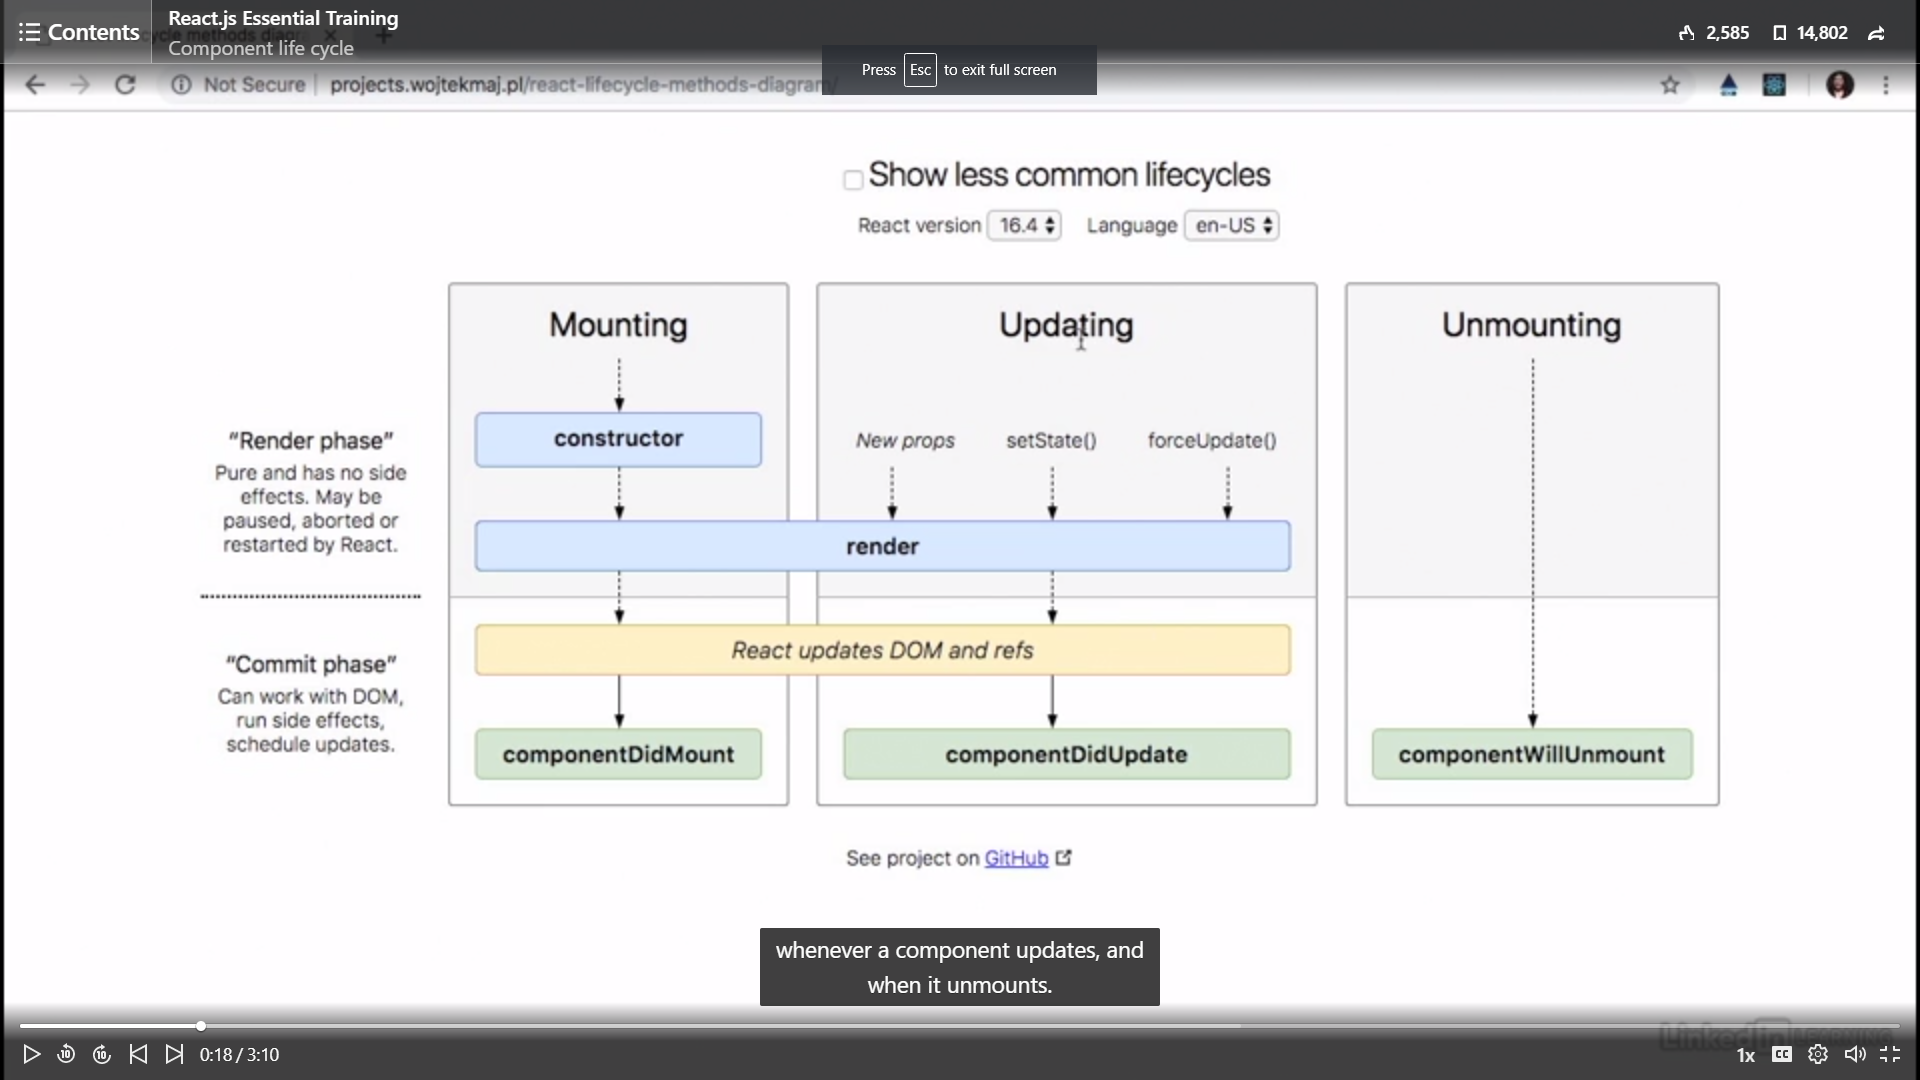 Contents
React.js Essential Training
Component life cycle
2,585
14,802
Press Esc to exit full screen
Not Secure | projects.wojtekmaj.pl/react-lifecycle-methods-diagram/
Show less common lifecycles
React version 16.4 Language en-US
Mounting
Updating
Unmounting
"Render phase"
Pure and has no side
effects. May be
paused, aborted or
restarted by React.
constructor
New props
setState()
forceUpdate()
render
"Commit phase"
Can work with DOM,
run side effects,
schedule updates.
React updates DOM and refs
componentDidMount
componentDidUpdate
componentWillUnmount
See project on GitHub
whenever a component updates, and
when it unmounts.
LinkedIn LEARNING
10
10
0:18 / 3:10
1x
CC